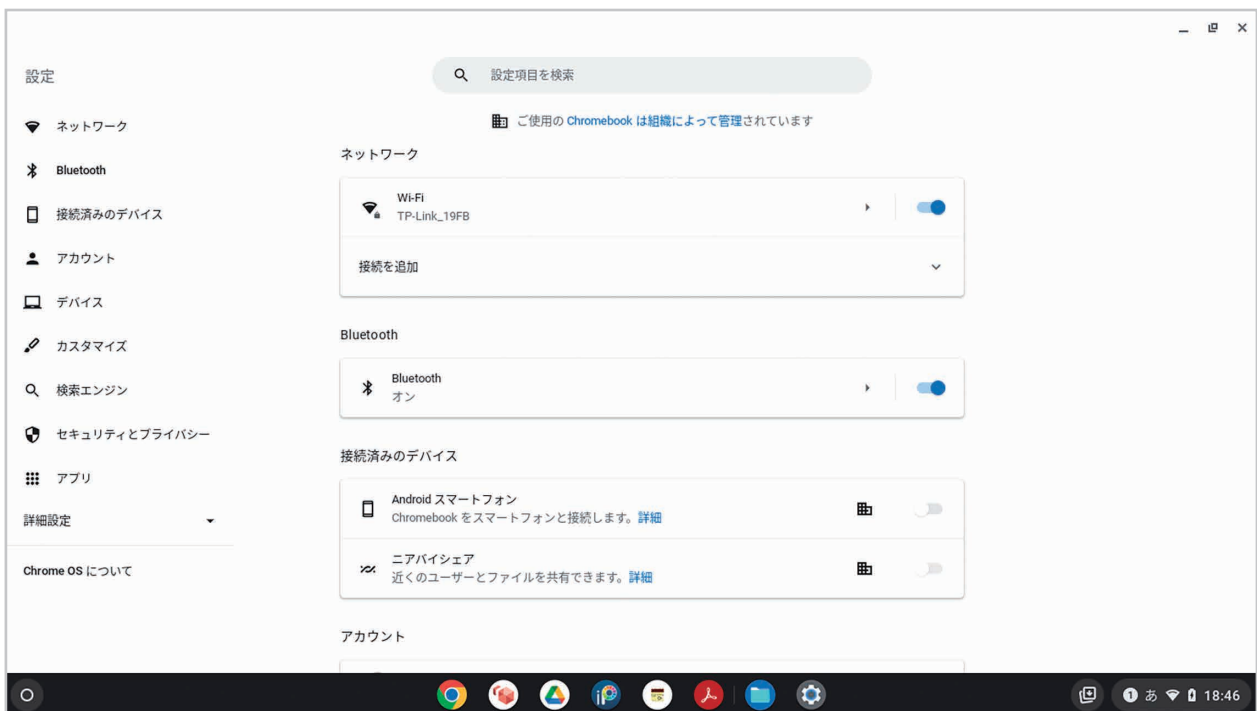 設定
設定項目を検索
ご使用の Chromebook は組織によって管理されています
ネットワーク
Bluetooth
接続済みのデバイス
アカウント
デバイス
カスタマイズ
検索エンジン
セキュリティとプライバシー
アプリ
詳細設定
Chrome OS について
ネットワーク
Wi-Fi
TP-Link_19FB
接続を追加
Bluetooth
Bluetooth
オン
接続済みのデバイス
Android スマートフォン
Chromebook をスマートフォンと接続します。詳細
ニアバイシェア
近くのユーザーとファイルを共有できます。詳細
アカウント
1 あ 18:46